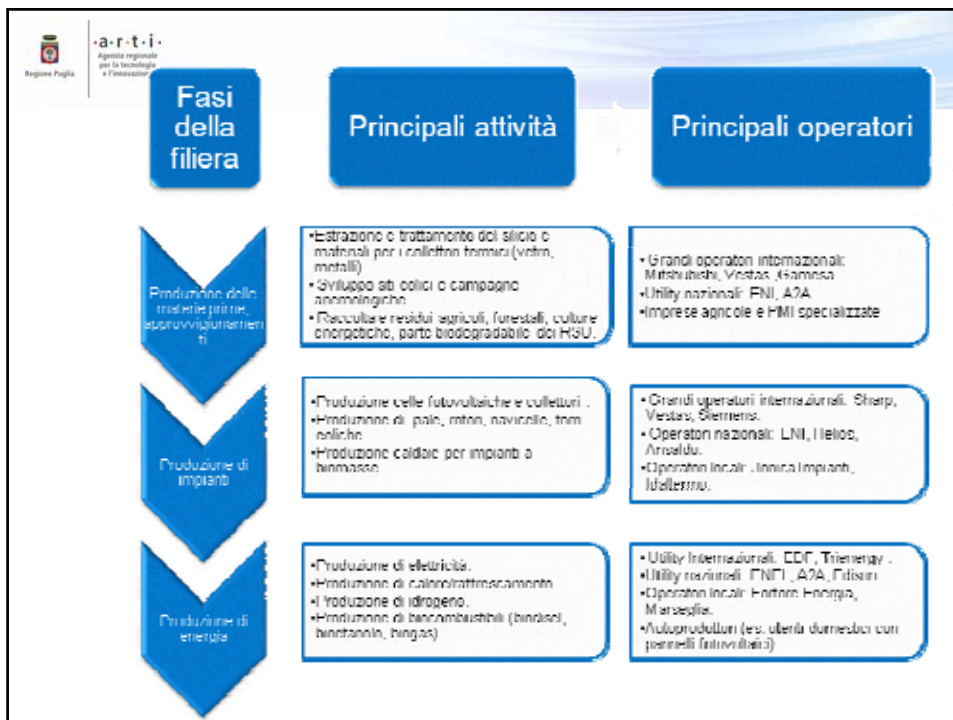 Regione Puglia
·a·r·t·i·
Agenzia regionale
per la tecnologia
e l'innovazione
Fasi
della
filiera
Principali attività
Principali operatori
Produzione delle
materie prime,
approvvigionamen
ti
•Estrazione e trattamento del silicio e
materiali per i collettori termici (vetro,
metalli)
•Sviluppo siti eolici e campagne
anemologiche
•Raccolta e residui agricoli, forestali, colture
energetiche, parte biodegradabile dei RSU.
•Grandi operatori internazionali:
Mitshubishi, Vestas ,Gamesa
•Utility nazionali: ENI, A2A
•Imprese agricole e PMI specializzate
Produzione di
impianti
•Produzione celle fotovoltaiche e collettori .
•Produzione di pale, rotori, navicelle, torri
eoliche
•Produzione caldaie per impianti a
biomasse
•Grandi operatori internazionali: Sharp,
Vestas, Siemens.
• Operatori nazionali: ENI, Helios,
Ansaldo.
•Operatori locali: Jonica Impianti,
Idaltermo.
Produzione di
energia
•Produzione di elettricità.
•Produzione di calore/raffrescamento
•Produzione di idrogeno.
•Produzione di biocombustibili (biodisel,
bioetanolo, biogas)
•Utility Internazionali: EDF, Trienergy .
•Utility nazionali: ENEL, A2A, Edison
•Operatori locali: Fortore Energia,
Marseglia.
•Autoproduttori (es. utenti domestici con
pannelli fotovoltaici)